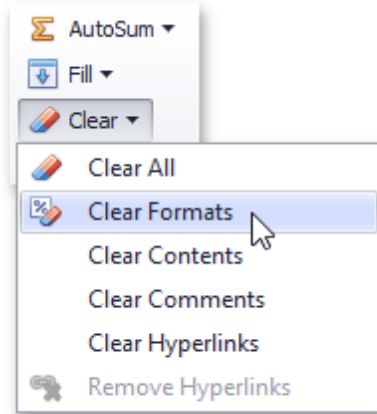 AutoSum
Fill
Clear
Clear All
% Clear Formats
Clear Contents
Clear Comments
Clear Hyperlinks
Remove Hyperlinks